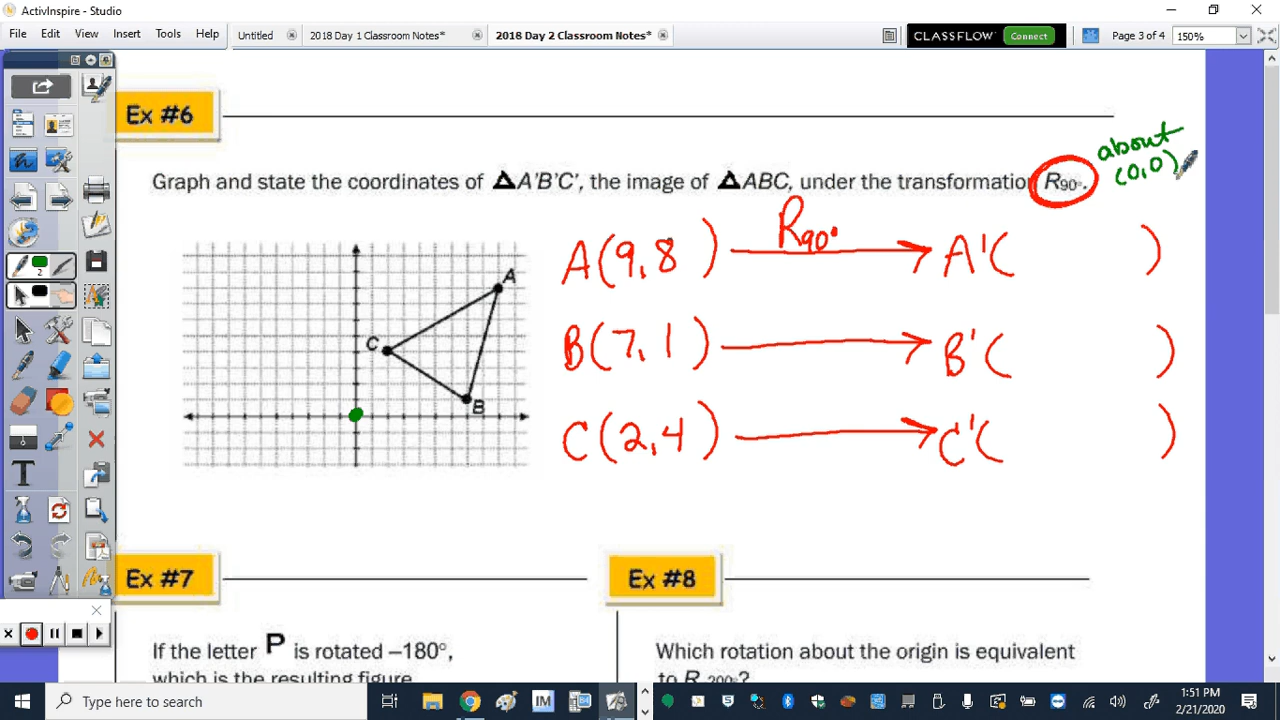 ActivInspire - Studio
File Edit View Insert Tools Help
Untitled
2018 Day 1 Classroom Notes*
2018 Day 2 Classroom Notes*
CLASSFLOW Connect
Page 3 of 4
150%
Ex #6
Graph and state the coordinates of △A'B'C', the image of △ABC, under the transformation R90°.
about
(0,0)
A(9,8) R90° A'( )
B(7,1) B'( )
C(2,4) C'( )
A
C
B
2
T
Ex #7
Ex #8
If the letter P is rotated –180°,
which is the resulting figure
Which rotation about the origin is equivalent
to R 200°?
Type here to search
IM
1:51 PM
2/21/2020